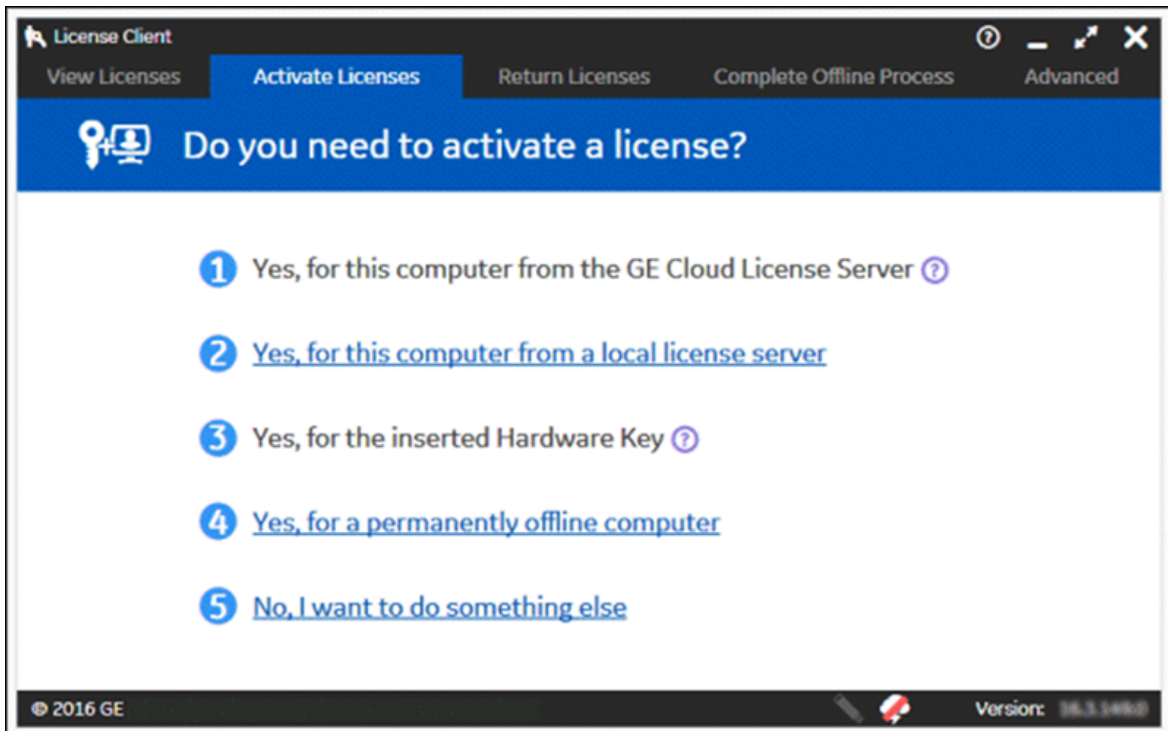 License Client
View Licenses Activate Licenses Return Licenses Complete Offline Process Advanced
Do you need to activate a license?
1 Yes, for this computer from the GE Cloud License Server ?
2 Yes, for this computer from a local license server
3 Yes, for the inserted Hardware Key ?
4 Yes, for a permanently offline computer
5 No, I want to do something else
© 2016 GE Version: